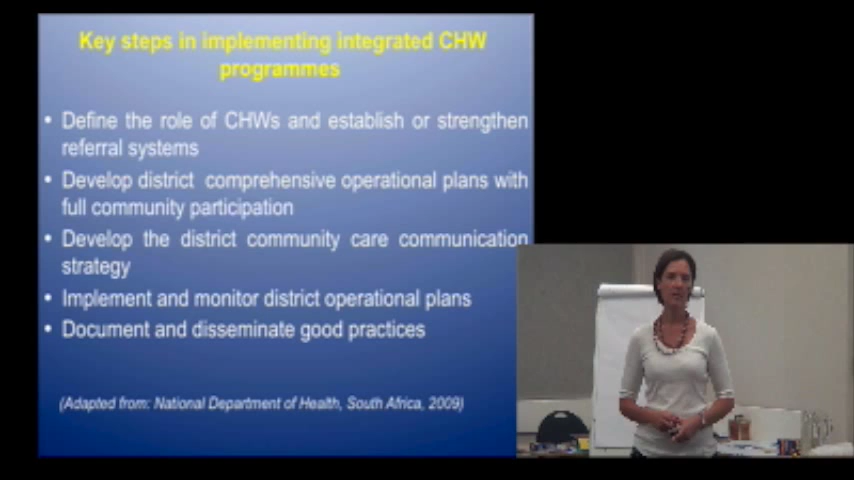 Key steps in implementing integrated CHW
programmes
• Define the role of CHWs and establish or strengthen
referral systems
• Develop district comprehensive operational plans with
full community participation
• Develop the district community care communication
strategy
• Implement and monitor district operational plans
• Document and disseminate good practices
(Adapted from: National Department of Health, South Africa, 2009)